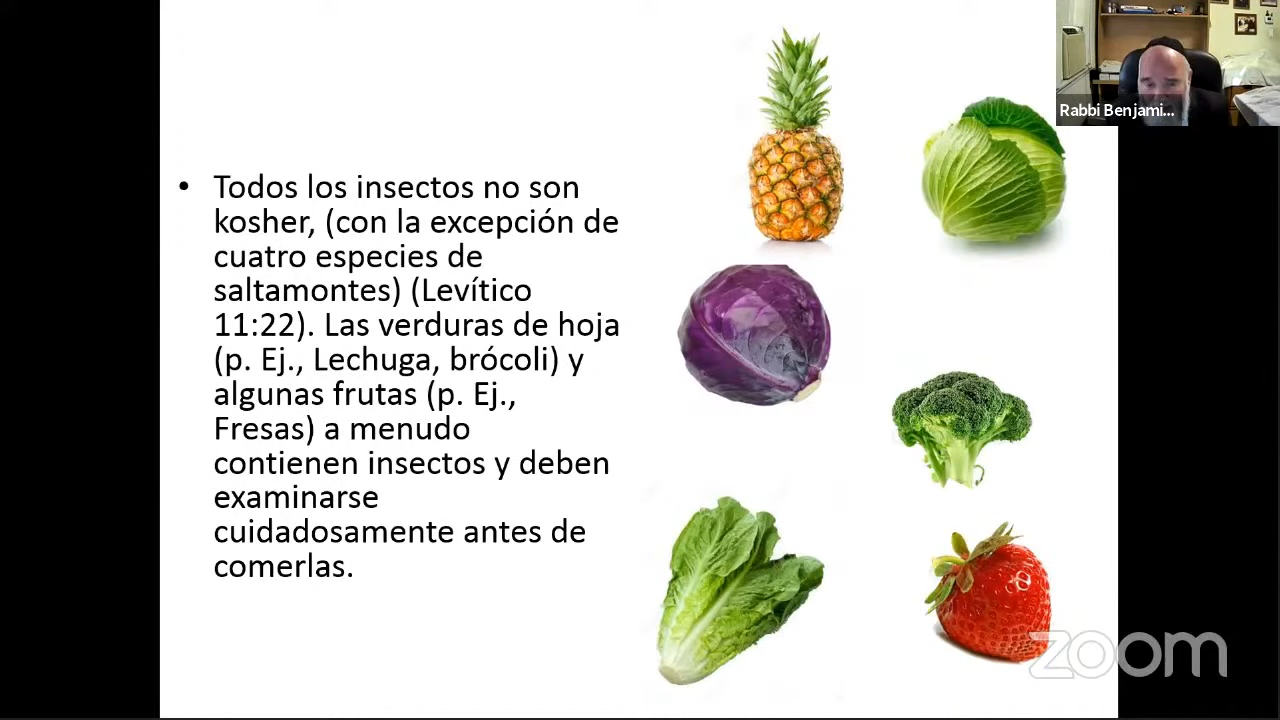 Rabbi Benjami...
• Todos los insectos no son
kosher, (con la excepción de
cuatro especies de
saltamontes) (Levítico
11:22). Las verduras de hoja
(p. Ej., Lechuga, brócoli) y
algunas frutas (p. Ej.,
Fresas) a menudo
contienen insectos y deben
examinarse
cuidadosamente antes de
comerlas.
zoom